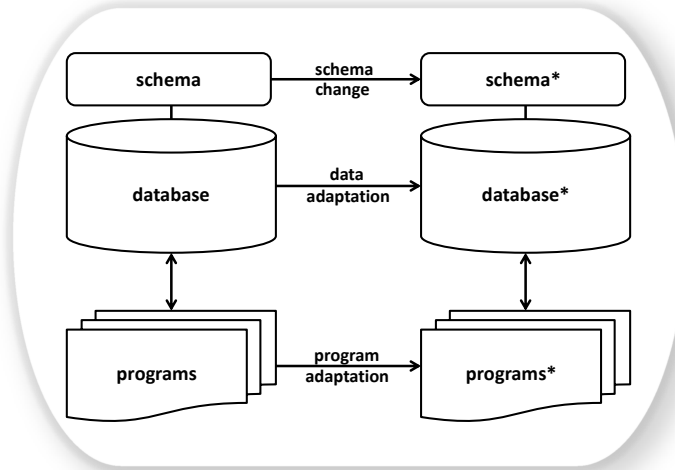 schema
schema
change
schema*
database
data
adaptation
database*
programs
program
adaptation
programs*